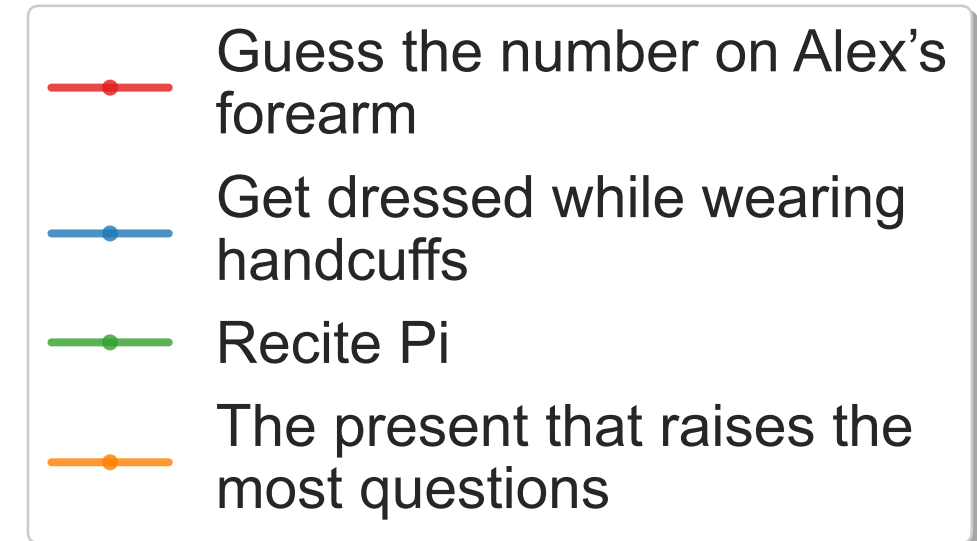 Guess the number on Alex’s
forearm
Get dressed while wearing
handcuffs
Recite Pi
The present that raises the
most questions